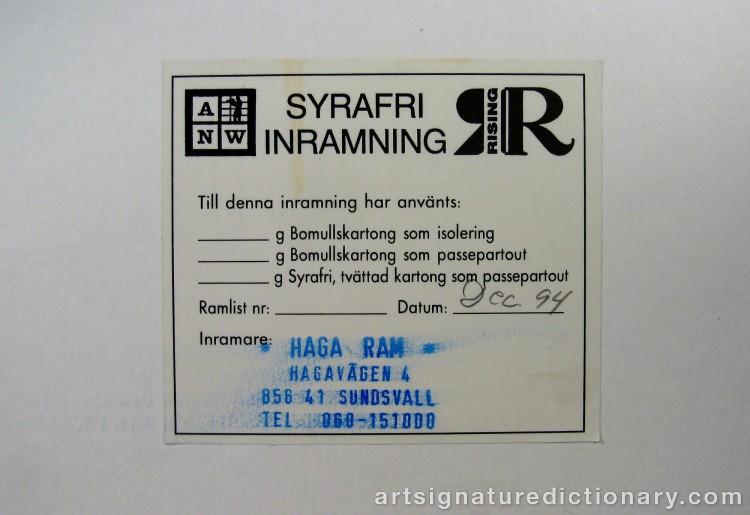 A
N W
SYRAFRI
INRAMNING
RISING
R R
Till denna inramning har använts:
g Bomullskartong som isolering
g Bomullskartong som passepartout
g Syrafri, tvättad kartong som passepartout
Ramlist nr: Datum: Dec. 94
Inramare:
* HAGA RAM *
HAGAVÄGEN 4
856 41 SUNDSVALL
TEL. 060-151000
artsignaturedictionary.com